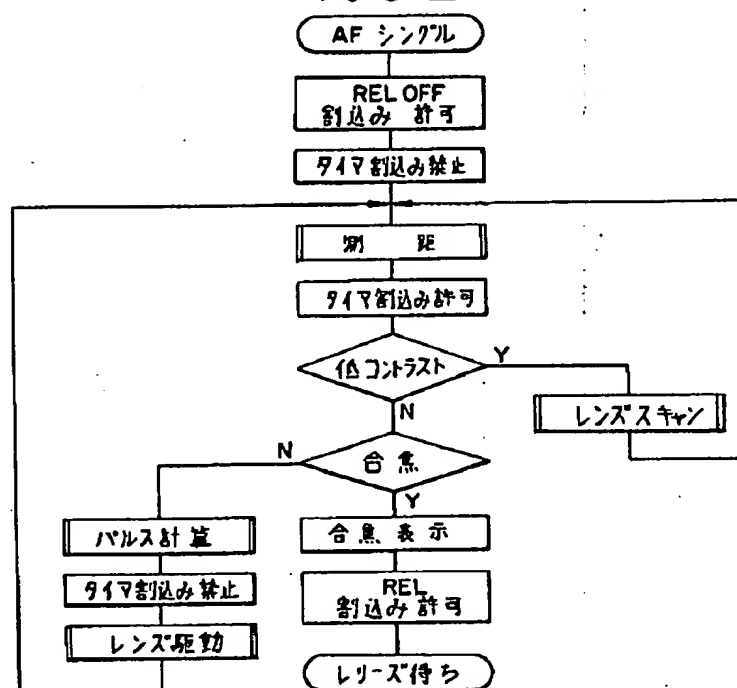 AF シングル
REL OFF
割込み 許可
タイマ割込み禁止
測 距
タイマ割込み許可
低コントラスト
Y
N
レンズスキャン
合焦
N
Y
パルス計算
合焦表示
タイマ割込み禁止
REL
割込み許可
レンズ駆動
レリーズ待ち